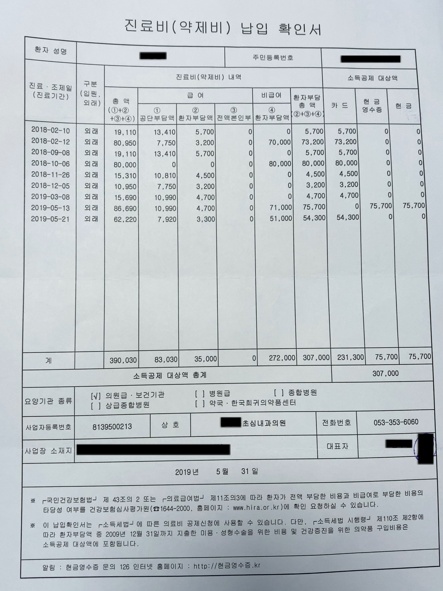 진료비(약제비) 납입 확인서
환자 성명 주민등록번호
진료·조제일 (진료기간) 구분 (입원, 외래) 진료비(약제비) 내역 소득공제 대상액
총 액 (①+② +③+④) 급 여 비급여 환자부담 총 액 ②+③+④) 카 드 현 금 영수증 현 금
① 공단부담액 ② 환자부담액 ③ 전액본인부 ④ 환자부담액
2018-02-10 외래 19,110 13,410 5,700 0 0 5,700 5,700 0 0
2018-02-12 외래 80,950 7,750 3,200 0 70,000 73,200 73,200 0 0
2018-09-08 외래 19,110 13,410 5,700 0 0 5,700 5,700 0 0
2018-10-06 외래 80,000 0 0 0 80,000 80,000 80,000 0 0
2018-11-26 외래 15,310 10,810 4,500 0 0 4,500 4,500 0 0
2018-12-05 외래 10,950 7,750 3,200 0 0 3,200 3,200 0 0
2019-03-08 외래 15,690 10,990 4,700 0 0 4,700 4,700 0 0
2019-05-13 외래 86,690 10,990 4,700 0 71,000 75,700 0 75,700 75,700
2019-05-21 외래 62,220 7,920 3,300 0 51,000 54,300 54,300 0 0
계 390,030 83,030 35,000 0 272,000 307,000 231,300 75,700 75,700
소득공제 대상액 총계 307,000
요양기관 종류 [√] 의원급·보건기관 [ ] 병원급 [ ] 종합병원
[ ] 상급종합병원 [ ] 약국·한국희귀의약품센터
사업자등록번호 8139500213 상 호 초심내과의원 전화번호 053-353-6060
사업장 소재지 대표자
2019 년 5 월 31 일
※ ┌국민건강보험법┘ 제 43조의 2 또는 ┌의료급여법┘ 제11조의3에 따라 환자가 전액 부담한 비용과 비급여로 부담한 비용의
타당성 여부를 건강보험심사평가원(☎1644-2000, 홈페이지 : www.hira.or.kr)에 확인 요청하실 수 있습니다.
※ 이 납입확인서는 ┌소득세법┘에 따른 의료비 공제신청에 사용할 수 있습니다. 다만, ┌소득세법 시행령┘ 제110조 제2항에
따라 환자부담액 중 2009년 12월 31일까지 지출한 미용·성형수술을 위한 비용 및 건강증진을 위한 의약품 구입비용은
소득공제 대상액에 포함됩니다.
알림 : 현금영수증 문의 126 인터넷 홈페이지 : http://현금영수증.kr